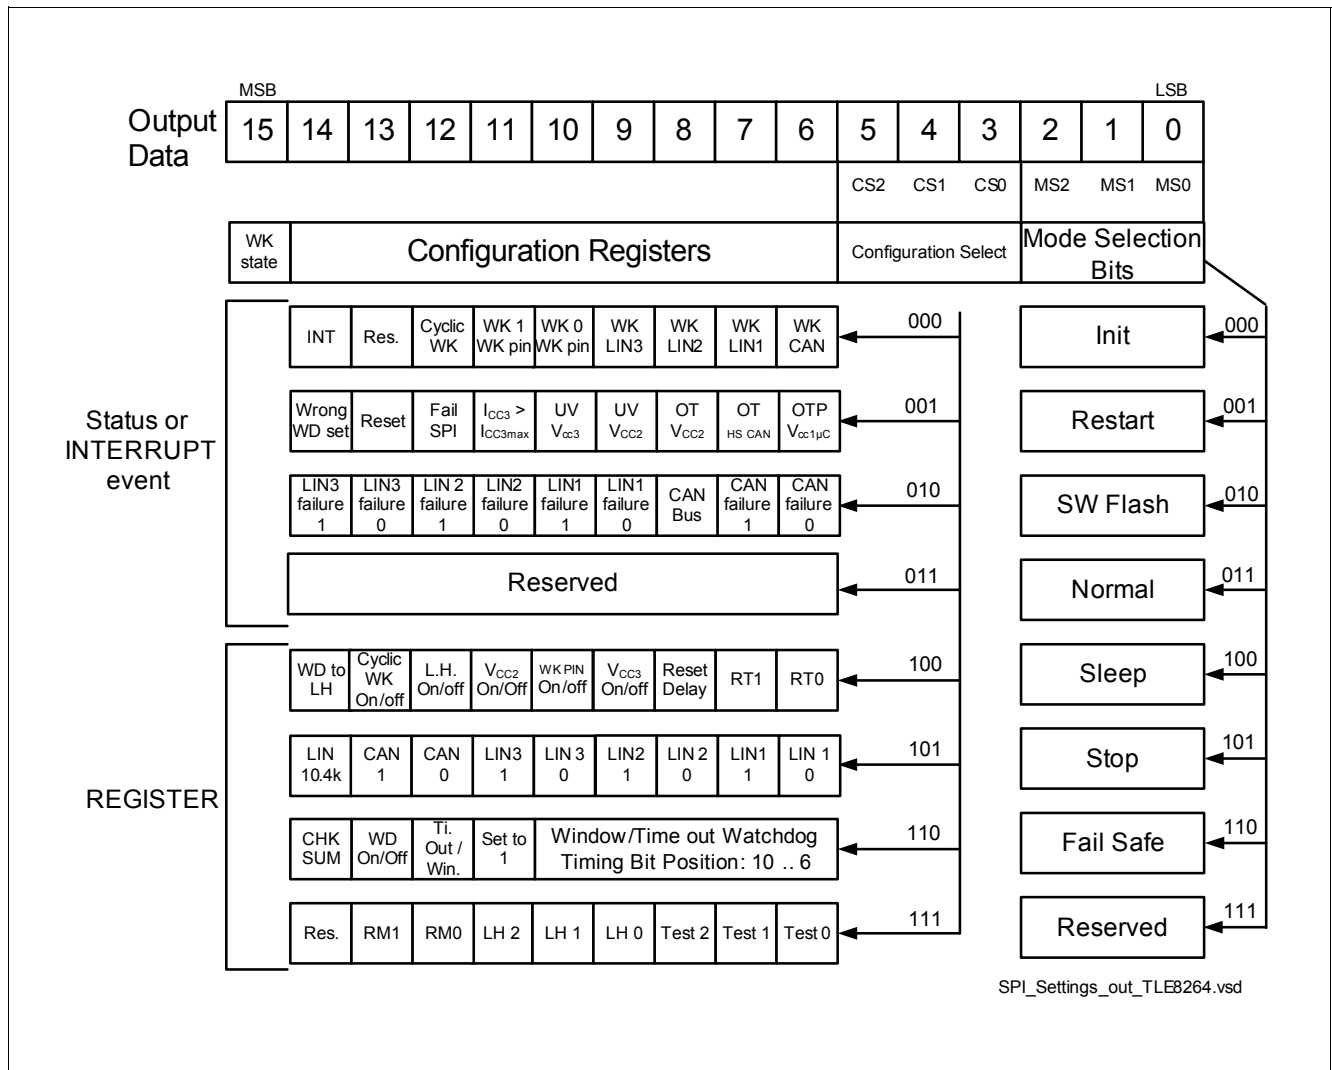 MSB LSB
Output Data 15 14 13 12 11 10 9 8 7 6 5 4 3 2 1 0
CS2 CS1 CS0 MS2 MS1 MS0
WK state Configuration Registers Configuration Select Mode Selection Bits
Status or INTERRUPT event
INT Res. Cyclic WK WK 1 WK pin WK 0 WK pin WK LIN3 WK LIN2 WK LIN1 WK CAN 000 Init 000
Wrong WD set Reset Fail SPI ICC3 > ICC3max UV Vcc3 UV VCC2 OT VCC2 OT HS CAN OTP Vcc1µC 001 Restart 001
LIN3 failure 1 LIN3 failure 0 LIN 2 failure 1 LIN2 failure 0 LIN1 failure 1 LIN1 failure 0 CAN Bus CAN failure 1 CAN failure 0 010 SW Flash 010
Reserved 011 Normal 011
REGISTER
WD to LH Cyclic WK On/off L.H. On/off VCC2 On/Off WK PIN On/off VCC3 On/off Reset Delay RT1 RT0 100 Sleep 100
LIN 10.4k CAN 1 CAN 0 LIN3 1 LIN 3 0 LIN2 1 LIN 2 0 LIN1 1 LIN 1 0 101 Stop 101
CHK SUM WD On/Off Ti. Out / Win. Set to 1 Window/Time out Watchdog Timing Bit Position: 10 .. 6 110 Fail Safe 110
Res. RM1 RM0 LH 2 LH 1 LH 0 Test 2 Test 1 Test 0 111 Reserved 111
SPI_Settings_out_TLE8264.vsd